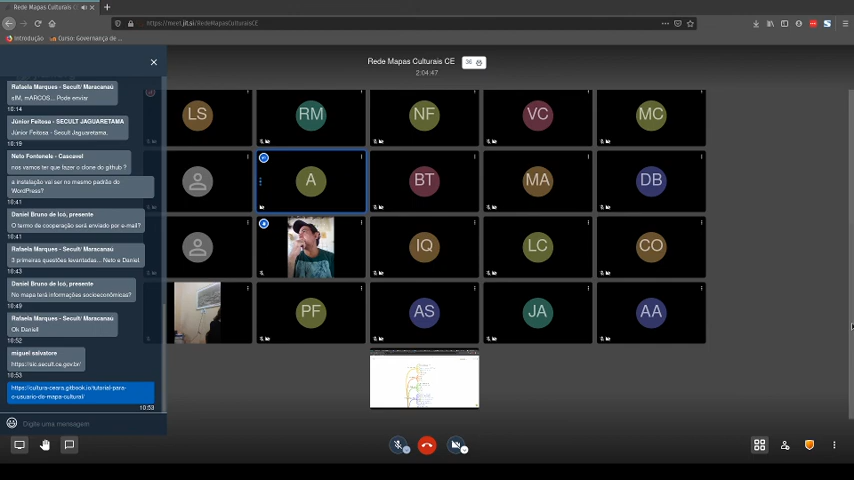 Rede Mapas Culturais CE
https://meet.jit.si/RedeMapasCulturaisCE
Introdução
Curso: Governança de ...
Rede Mapas Culturais CE
36
2:04:47
Rafaela Marques - Secult/ Maracanaú
sIM, mARCOS... Pode enviar
10:14
Júnior Feitosa - SECULT JAGUARETAMA
Júnior Feitosa - Secult Jaguaretama.
10:19
Neto Fontenele - Cascavel
nos vamos ter que fazer o clone do github ?
a instalação vai ser no mesmo padrão do
WordPress?
10:41
Daniel Bruno de Icó, presente
O termo de cooperação será enviado por e-mail?
10:41
Rafaela Marques - Secult/ Maracanaú
3 primeiras questões levantadas... Neto e Daniel
10:43
Daniel Bruno de Icó, presente
No mapa terá informações socioeconômicas?
10:49
Rafaela Marques - Secult/ Maracanaú
Ok Daniel!
10:52
miguel salvatore
https://sic.secult.ce.gov.br/
10:53
https://cultura-ceara.gitbook.io/tutorial-para-
o-usuario-do-mapa-cultural/
10:53
Digite uma mensagem
LS
RM
NF
VC
MC
A
BT
MA
DB
IQ
LC
CO
PF
AS
JA
AA